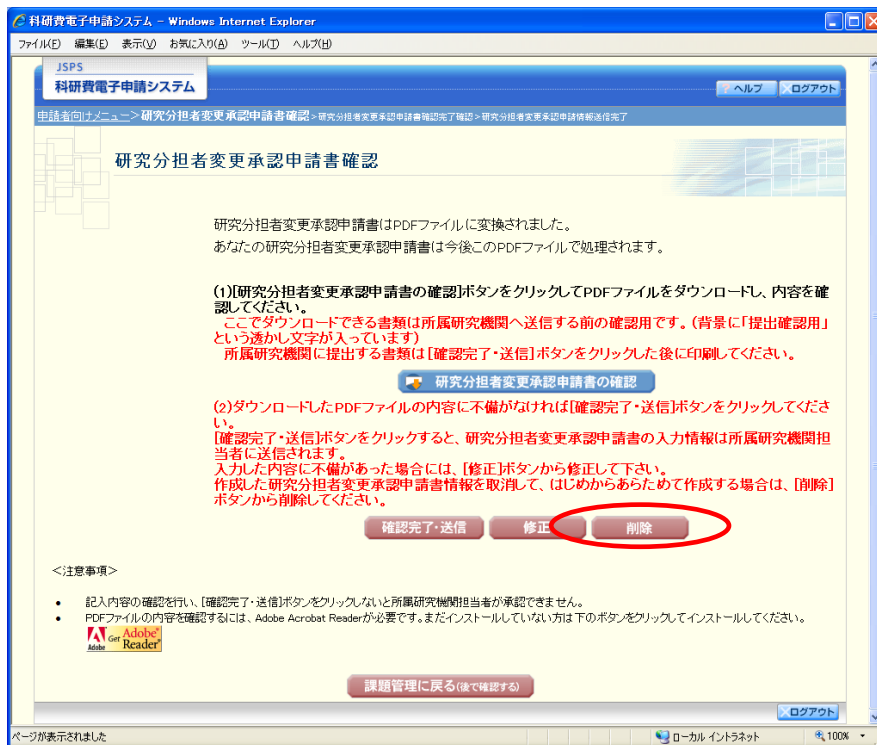 科研費電子申請システム - Windows Internet Explorer
ファイル(F) 編集(E) 表示(V) お気に入り(A) ツール(T) ヘルプ(H)
JSPS
科研費電子申請システム
? ヘルプ ×ログアウト
申請者向けメニュー>研究分担者変更承認申請書確認>研究分担者変更承認申請書確認完了確認>研究分担者変更承認申請情報送信完了
研究分担者変更承認申請書確認
研究分担者変更承認申請書はPDFファイルに変換されました。
あなたの研究分担者変更承認申請書は今後このPDFファイルで処理されます。
(1)[研究分担者変更承認申請書の確認]ボタンをクリックしてPDFファイルをダウンロードし、内容を確
認してください。
ここでダウンロードできる書類は所属研究機関へ送信する前の確認用です。(背景に「提出確認用」
という透かし文字が入っています)
所属研究機関に提出する書類は[確認完了・送信]ボタンをクリックした後に印刷してください。
研究分担者変更承認申請書の確認
(2)ダウンロードしたPDFファイルの内容に不備がなければ[確認完了・送信]ボタンをクリックしてくださ
い。
[確認完了・送信]ボタンをクリックすると、研究分担者変更承認申請書の入力情報は所属研究機関担
当者に送信されます。
入力した内容に不備があった場合には、[修正]ボタンから修正して下さい。
作成した研究分担者変更承認申請書情報を取消して、はじめからあらためて作成する場合は、[削除]
ボタンから削除してください。
確認完了・送信 修正 削除
<注意事項>
• 記入内容の確認を行い、[確認完了・送信]ボタンをクリックしないと所属研究機関担当者が承認できません。
• PDFファイルの内容を確認するには、Adobe Acrobat Readerが必要です。まだインストールしていない方は下のボタンをクリックしてインストールしてください。
Adobe Get Adobe® Reader®
課題管理に戻る(後で確認する)
×ログアウト
ページが表示されました ローカル イントラネット 100%